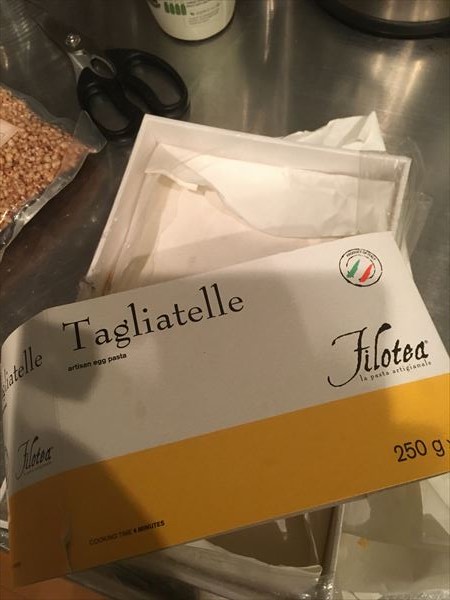 Tagliatelle
artisan egg pasta
Filotea
la pasta artigianale
250 g
COOKING TIME 4 MINUTES
gliatelle
Filotea